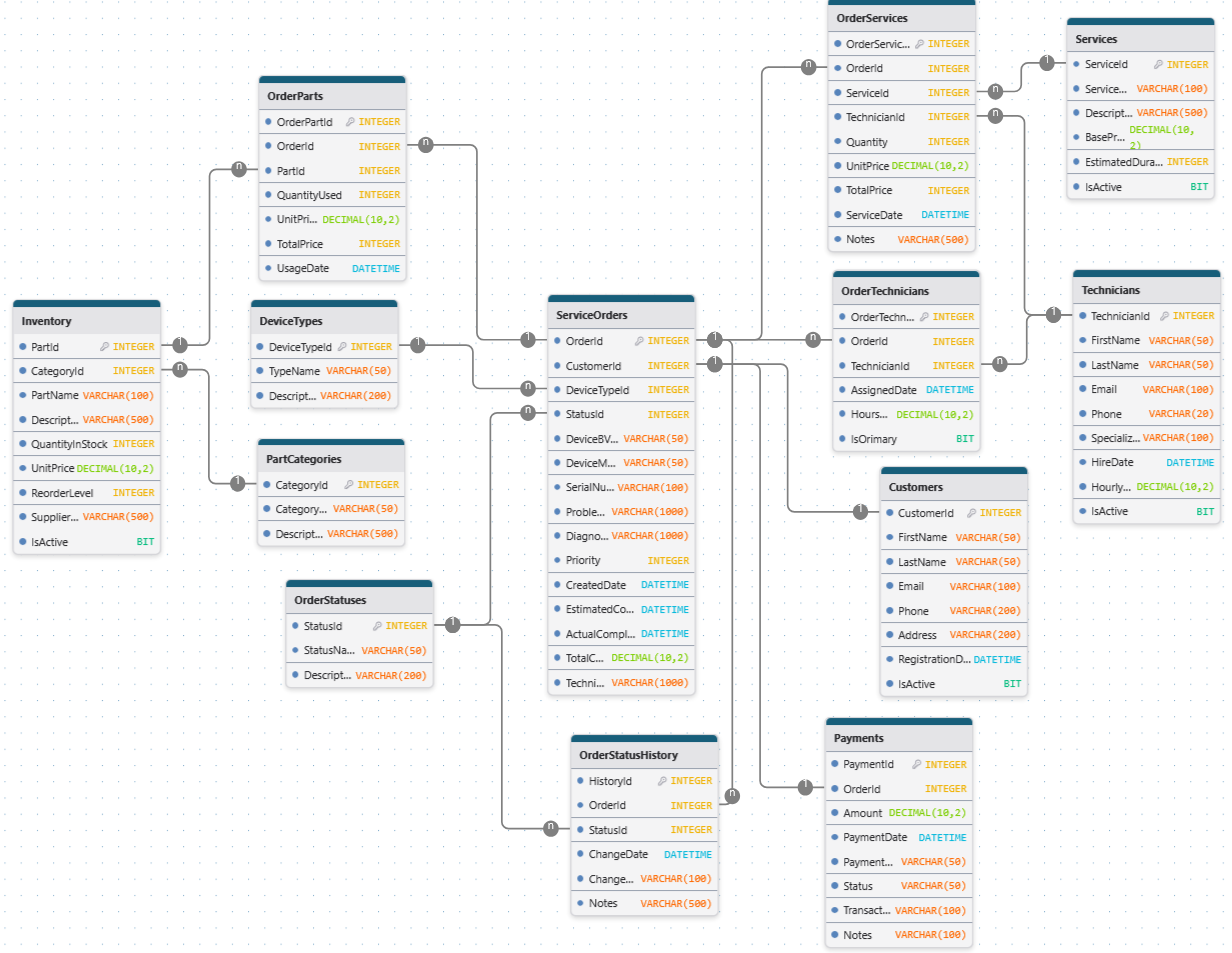 OrderServices
OrderServic... INTEGER
OrderId INTEGER
ServiceId INTEGER
TechnicianId INTEGER
Quantity INTEGER
UnitPrice DECIMAL(10,2)
TotalPrice INTEGER
ServiceDate DATETIME
Notes VARCHAR(500)
Services
ServiceId INTEGER
Service... VARCHAR(100)
Descript... VARCHAR(500)
BasePr... DECIMAL(10,
2)
EstimatedDura... INTEGER
IsActive BIT
OrderParts
OrderPartId INTEGER
OrderId INTEGER
PartId INTEGER
QuantityUsed INTEGER
UnitPri... DECIMAL(10,2)
TotalPrice INTEGER
UsageDate DATETIME
Inventory
PartId INTEGER
CategoryId INTEGER
PartName VARCHAR(100)
Descript... VARCHAR(500)
QuantityInStock INTEGER
UnitPrice DECIMAL(10,2)
ReorderLevel INTEGER
Supplier... VARCHAR(500)
IsActive BIT
DeviceTypes
DeviceTypeId INTEGER
TypeName VARCHAR(50)
Descript... VARCHAR(200)
PartCategories
CategoryId INTEGER
Category... VARCHAR(50)
Descript... VARCHAR(500)
OrderStatuses
StatusId INTEGER
StatusNa... VARCHAR(50)
Descript... VARCHAR(200)
ServiceOrders
OrderId INTEGER
CustomerId INTEGER
DeviceTypeId INTEGER
StatusId INTEGER
DeviceBV... VARCHAR(50)
DeviceM... VARCHAR(50)
SerialNu... VARCHAR(100)
Proble... VARCHAR(1000)
Diagno... VARCHAR(1000)
Priority INTEGER
CreatedDate DATETIME
EstimatedCo... DATETIME
ActualCompl... DATETIME
TotalC... DECIMAL(10,2)
Techni... VARCHAR(1000)
OrderTechnicians
OrderTechn... INTEGER
OrderId INTEGER
TechnicianId INTEGER
AssignedDate DATETIME
Hours... DECIMAL(10,2)
IsOrimary BIT
Technicians
TechnicianId INTEGER
FirstName VARCHAR(50)
LastName VARCHAR(50)
Email VARCHAR(100)
Phone VARCHAR(20)
Specializ... VARCHAR(100)
HireDate DATETIME
Hourly... DECIMAL(10,2)
IsActive BIT
Customers
CustomerId INTEGER
FirstName VARCHAR(50)
LastName VARCHAR(50)
Email VARCHAR(100)
Phone VARCHAR(200)
Address VARCHAR(200)
RegistrationD... DATETIME
IsActive BIT
OrderStatusHistory
HistoryId INTEGER
OrderId INTEGER
StatusId INTEGER
ChangeDate DATETIME
Change... VARCHAR(100)
Notes VARCHAR(500)
Payments
PaymentId INTEGER
OrderId INTEGER
Amount DECIMAL(10,2)
PaymentDate DATETIME
Payment... VARCHAR(50)
Status VARCHAR(50)
Transact... VARCHAR(100)
Notes VARCHAR(100)
n
n
1
n
n
1
n
1
n
1
1
n
1
n
1
n
1
n
1
n
1
1
n
n
1